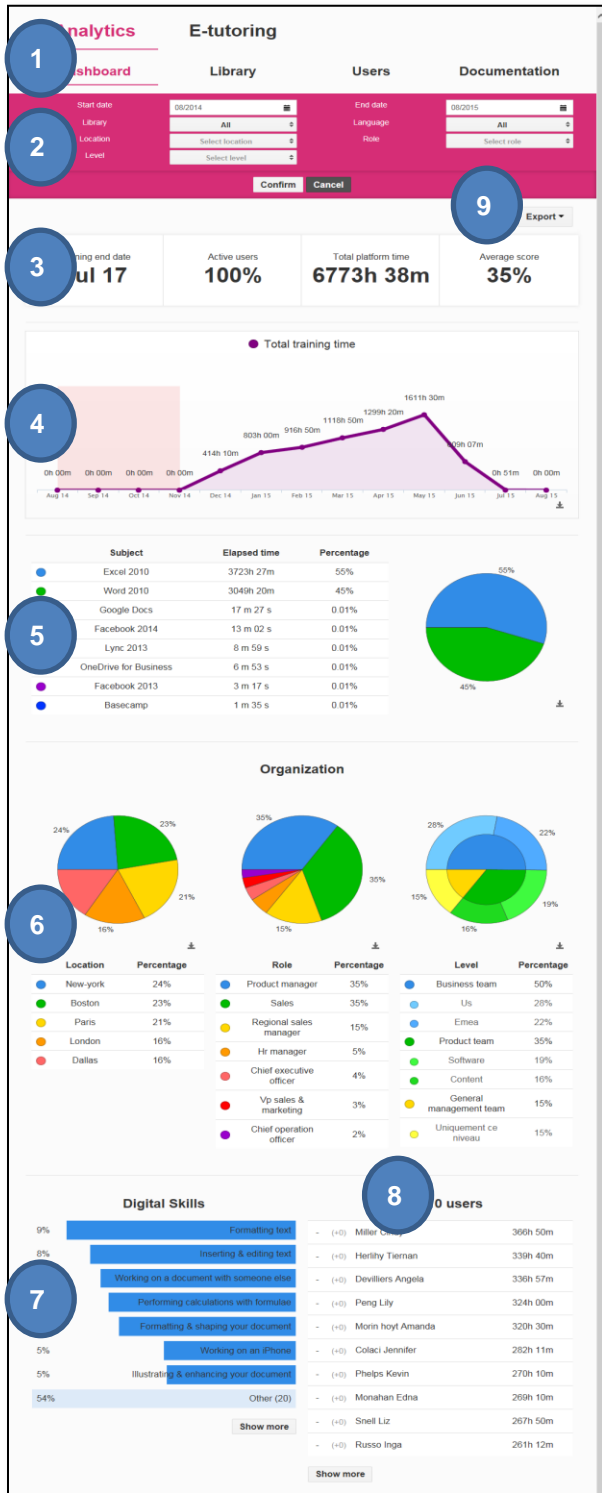 1
nalytics E-tutoring
shboard Library Users Documentation
2
Start date 08/2014 End date 08/2015
Library All Language All
Location Select location Role Select role
Level Select level
Confirm Cancel
9
Export
3
ning end date Active users Total platform time Average score
ul 17 100% 6773h 38m 35%
4
Total training time
1611h 30m
1299h 20m
1118h 50m
916h 50m
803h 00m
09h 07m
414h 10m
0h 00m 0h 00m 0h 00m 0h 00m 0h 51m 0h 00m
Aug 14 Sep 14 Oct 14 Nov 14 Dec 14 Jan 15 Feb 15 Mar 15 Apr 15 May 15 Jun 15 Jul 15 Aug 15
5
Subject Elapsed time Percentage
Excel 2010 3723h 27m 55%
Word 2010 3049h 20m 45%
Google Docs 17 m 27 s 0.01%
Facebook 2014 13 m 02 s 0.01%
Lync 2013 8 m 59 s 0.01%
OneDrive for Business 6 m 53 s 0.01%
Facebook 2013 3 m 17 s 0.01%
Basecamp 1 m 35 s 0.01%
55%
45%
Organization
6
24% 23% 21% 16%
35% 35% 15%
28% 22% 19% 16% 15%
Location Percentage
New-york 24%
Boston 23%
Paris 21%
London 16%
Dallas 16%
Role Percentage
Product manager 35%
Sales 35%
Regional sales
manager 15%
Hr manager 5%
Chief executive
officer 4%
Vp sales &
marketing 3%
Chief operation
officer 2%
Level Percentage
Business team 50%
Us 28%
Emea 22%
Product team 35%
Software 19%
Content 16%
General
management team 15%
Uniquement ce
niveau 15%
7
Digital Skills
9% Formatting text
8% Inserting & editing text
Working on a document with someone else
Performing calculations with formulae
Formatting & shaping your document
5% Working on an iPhone
5% Illustrating & enhancing your document
54% Other (20)
Show more
8
0 users
- (+0) Miller 366h 50m
- (+0) Herlihy Tiernan 339h 40m
- (+0) Devilliers Angela 336h 57m
- (+0) Peng Lily 324h 00m
- (+0) Morin hoyt Amanda 320h 30m
- (+0) Colaci Jennifer 282h 11m
- (+0) Phelps Kevin 270h 10m
- (+0) Monahan Edna 269h 10m
- (+0) Snell Liz 267h 50m
- (+0) Russo Inga 261h 12m
Show more